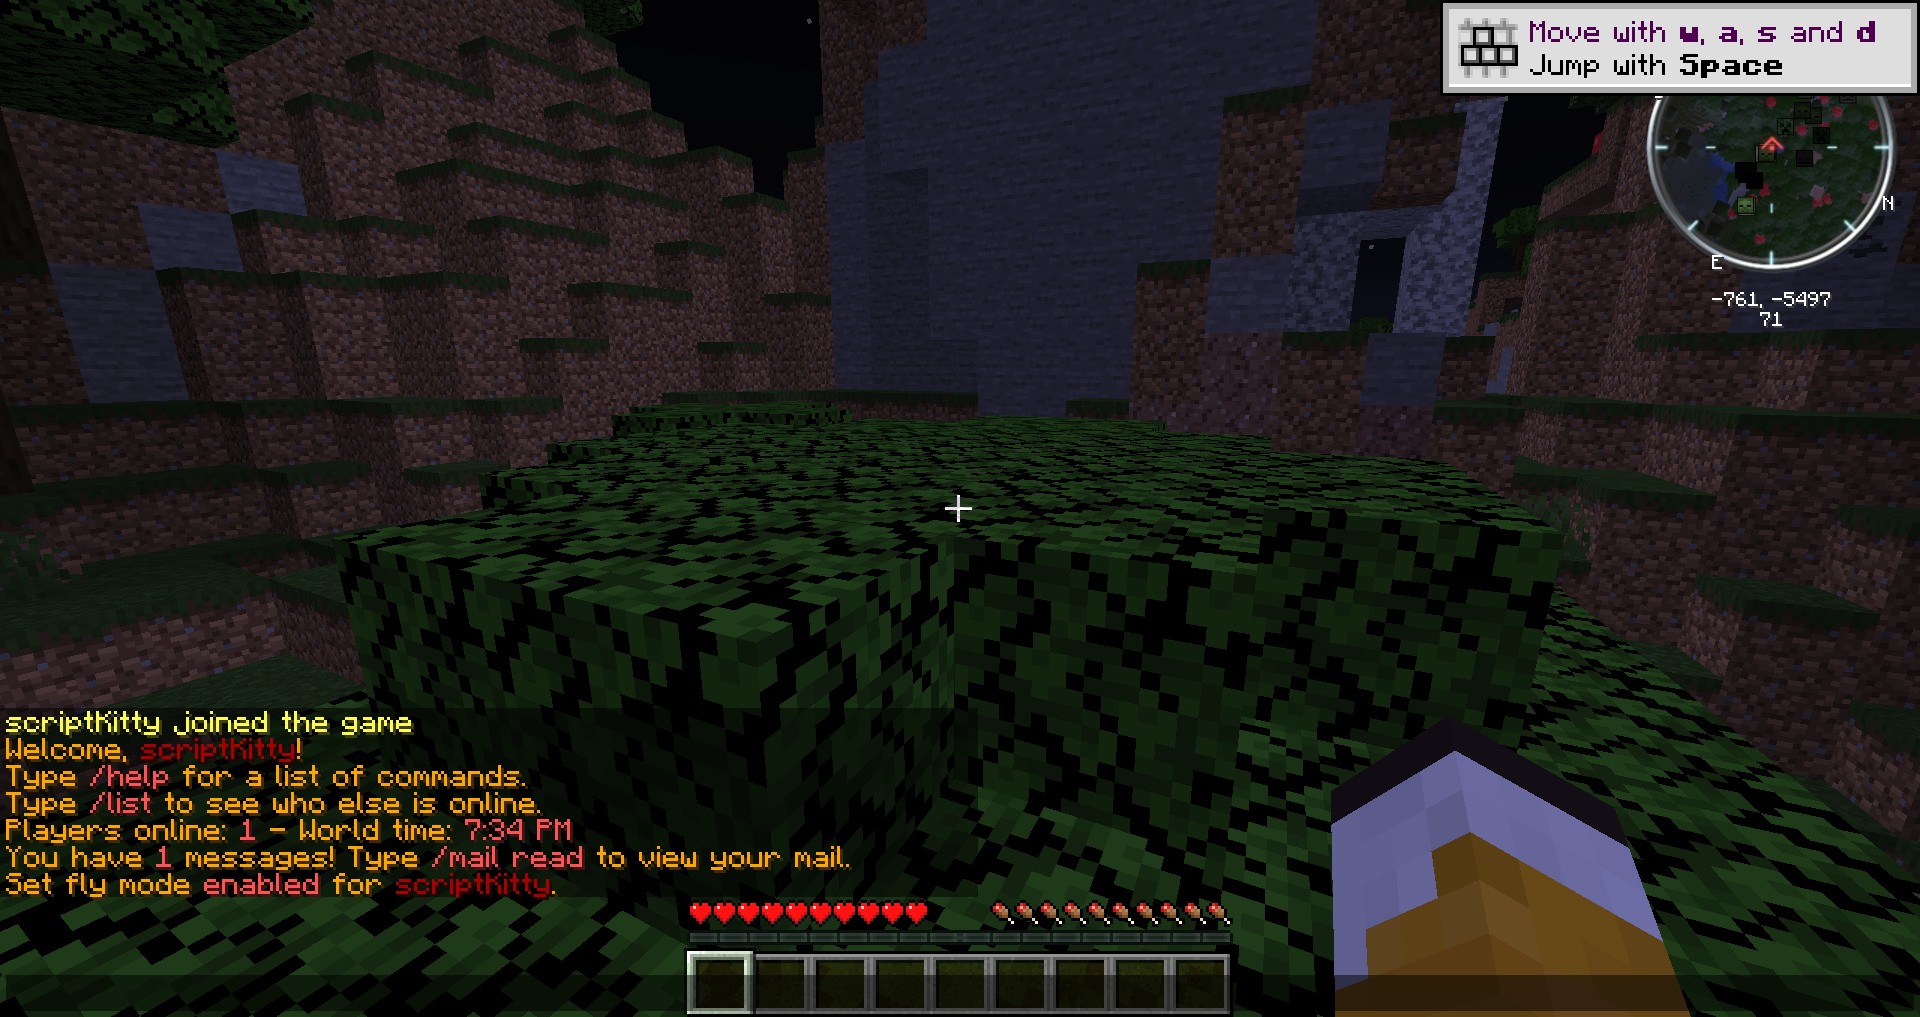 Move with w, a, s and d
Jump with Space
N
E
-761, -5497
71
scriptKitty joined the game
Welcome, scriptKitty!
Type /help for a list of commands.
Type /list to see who else is online.
Players online: 1 - World time: 7:34 PM
You have 1 messages! Type /mail read to view your mail.
Set fly mode enabled for scriptKitty.